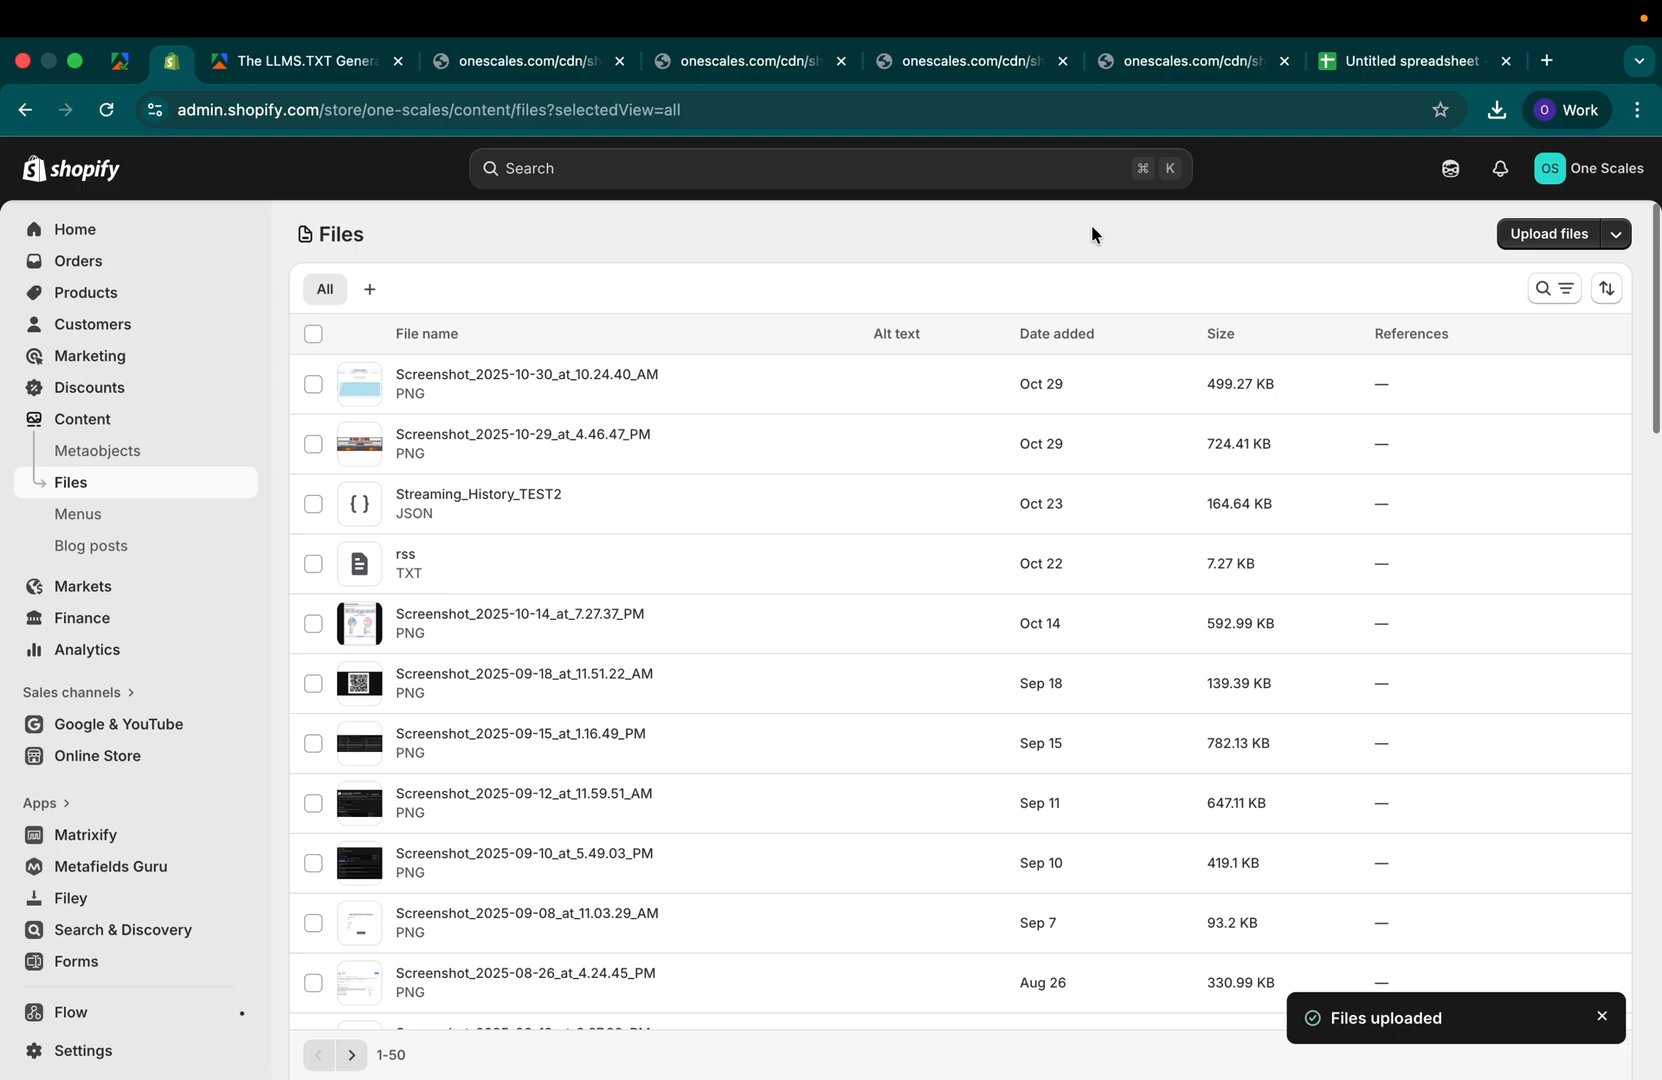 The LLMS.TXT Genera
onescales.com/cdn/sh
onescales.com/cdn/sh
onescales.com/cdn/sh
onescales.com/cdn/sh
Untitled spreadsheet
admin.shopify.com/store/one-scales/content/files?selectedView=all
O Work
shopify
Search
⌘ K
OS One Scales
Home
Orders
Products
Customers
Marketing
Discounts
Content
Metaobjects
Files
Menus
Blog posts
Markets
Finance
Analytics
Sales channels
Google & YouTube
Online Store
Apps
Matrixify
Metafields Guru
Filey
Search & Discovery
Forms
Flow
Settings
Files
Upload files
All
File name Alt text Date added Size References
Screenshot_2025-10-30_at_10.24.40_AM
PNG
Oct 29 499.27 KB —
Screenshot_2025-10-29_at_4.46.47_PM
PNG
Oct 29 724.41 KB —
Streaming_History_TEST2
JSON
Oct 23 164.64 KB —
rss
TXT
Oct 22 7.27 KB —
Screenshot_2025-10-14_at_7.27.37_PM
PNG
Oct 14 592.99 KB —
Screenshot_2025-09-18_at_11.51.22_AM
PNG
Sep 18 139.39 KB —
Screenshot_2025-09-15_at_1.16.49_PM
PNG
Sep 15 782.13 KB —
Screenshot_2025-09-12_at_11.59.51_AM
PNG
Sep 11 647.11 KB —
Screenshot_2025-09-10_at_5.49.03_PM
PNG
Sep 10 419.1 KB —
Screenshot_2025-09-08_at_11.03.29_AM
PNG
Sep 7 93.2 KB —
Screenshot_2025-08-26_at_4.24.45_PM
PNG
Aug 26 330.99 KB —
1-50
Files uploaded